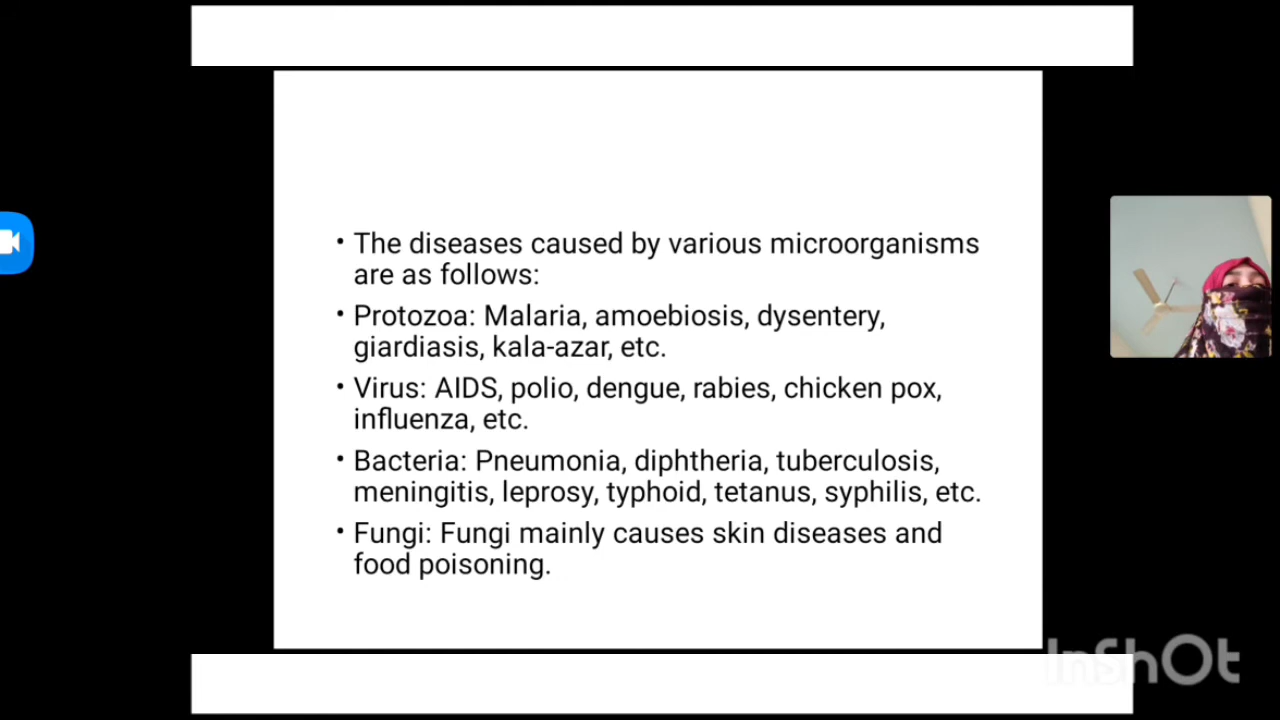 • The diseases caused by various microorganisms
are as follows:
• Protozoa: Malaria, amoebiosis, dysentery,
giardiasis, kala-azar, etc.
• Virus: AIDS, polio, dengue, rabies, chicken pox,
influenza, etc.
• Bacteria: Pneumonia, diphtheria, tuberculosis,
meningitis, leprosy, typhoid, tetanus, syphilis, etc.
• Fungi: Fungi mainly causes skin diseases and
food poisoning.
InShOt